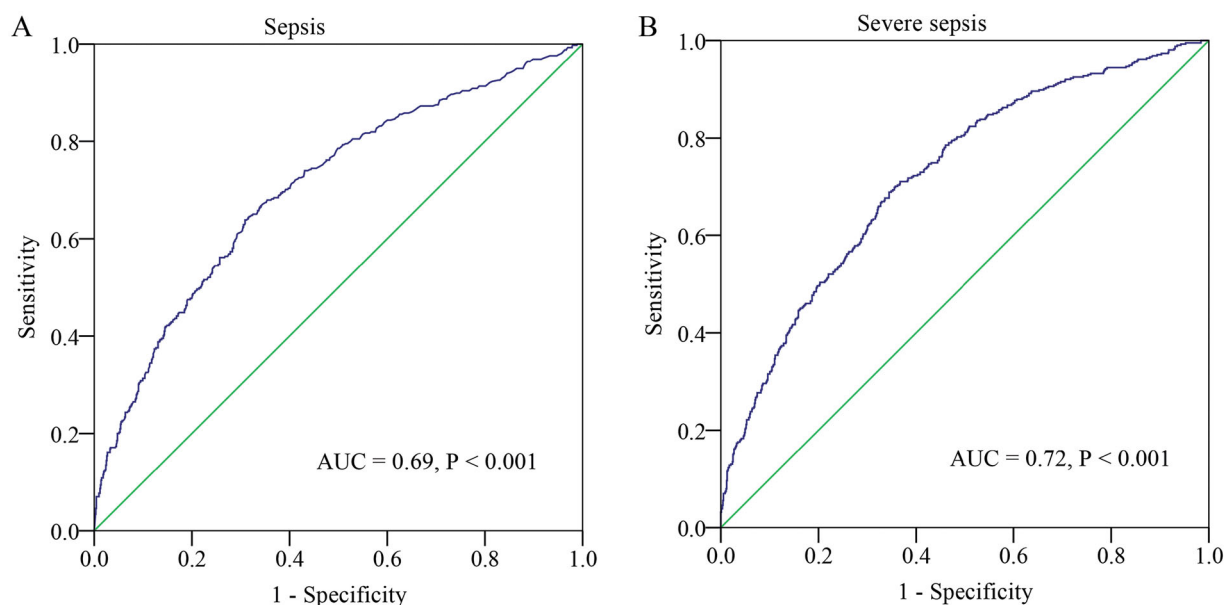 A
Sepsis
1.0
0.8
0.6
0.4
0.2
0.0
Sensitivity
AUC = 0.69, P < 0.001
0.0 0.2 0.4 0.6 0.8 1.0
1 - Specificity
B
Severe sepsis
1.0
0.8
0.6
0.4
0.2
0.0
Sensitivity
AUC = 0.72, P < 0.001
0.0 0.2 0.4 0.6 0.8 1.0
1 - Specificity